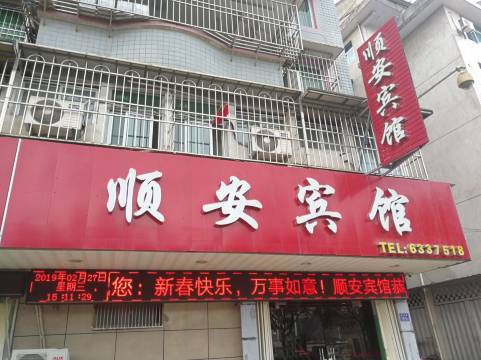 顺安宾馆
顺安宾馆
TEL:6337518
2019年02月27日
星期三
15:11:29
您：新春快乐，万事如意！顺安宾馆恭